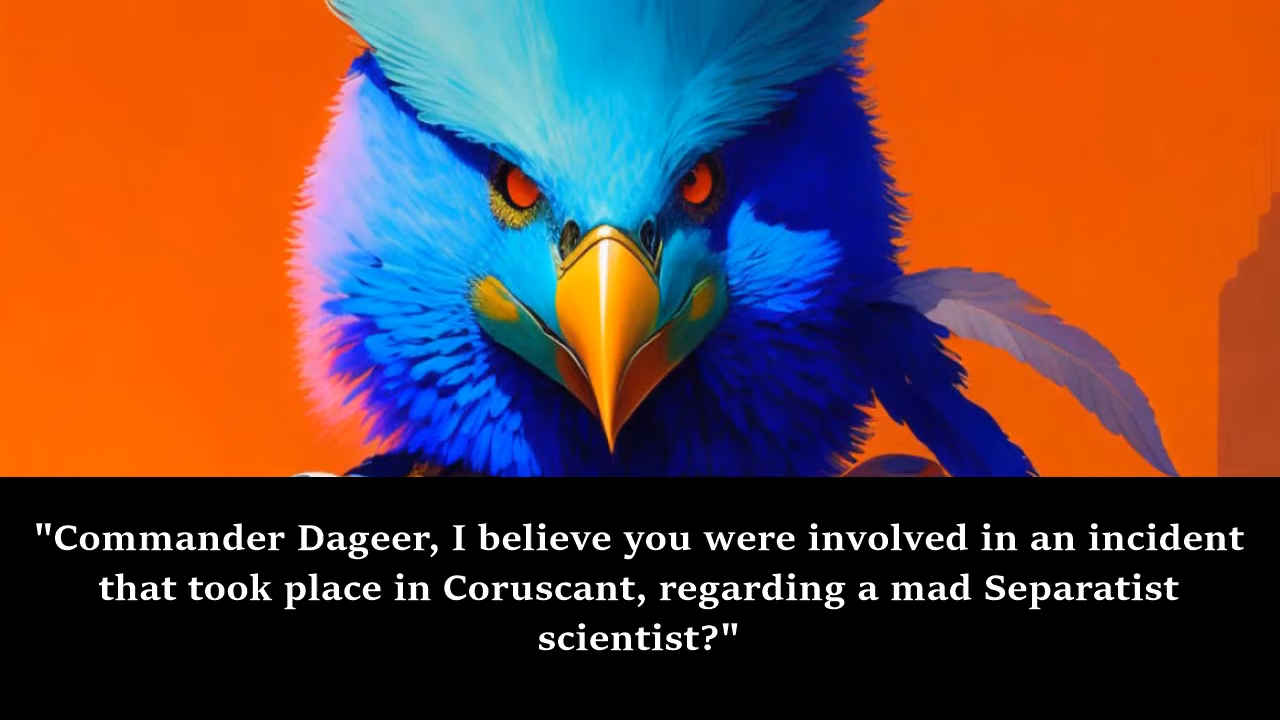 "Commander Dageer, I believe you were involved in an incident
that took place in Coruscant, regarding a mad Separatist
scientist?"